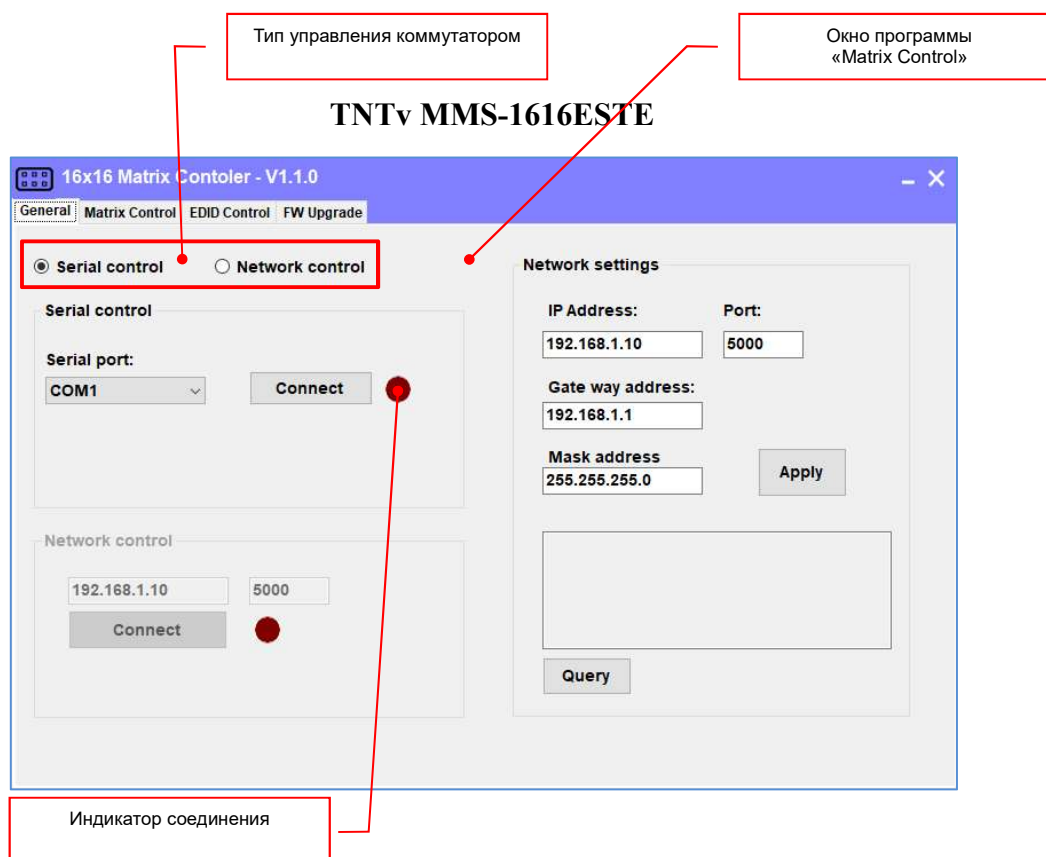 Тип управления коммутатором
Окно программы
«Matrix Control»
TNTv MMS-1616ESTE
16x16 Matrix Contoler - V1.1.0
General Matrix Control EDID Control FW Upgrade
Serial control Network control
Serial control
Serial port:
COM1 Connect
Network control
192.168.1.10 5000
Connect
Network settings
IP Address: Port:
192.168.1.10 5000
Gate way address:
192.168.1.1
Mask address
255.255.255.0
Apply
Query
Индикатор соединения